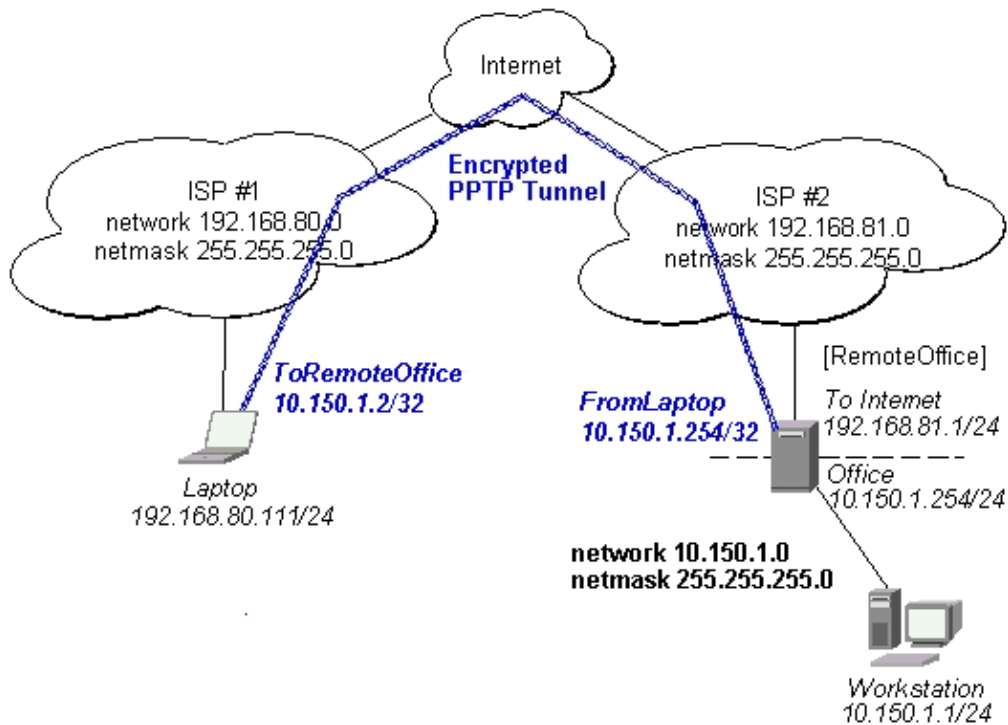 Internet
Encrypted
PPTP Tunnel
ISP #1
network 192.168.80.0
netmask 255.255.255.0
ISP #2
network 192.168.81.0
netmask 255.255.255.0
ToRemoteOffice
10.150.1.2/32
Laptop
192.168.80.111/24
[RemoteOffice]
FromLaptop
10.150.1.254/32
To Internet
192.168.81.1/24
Office
10.150.1.254/24
network 10.150.1.0
netmask 255.255.255.0
Workstation
10.150.1.1/24